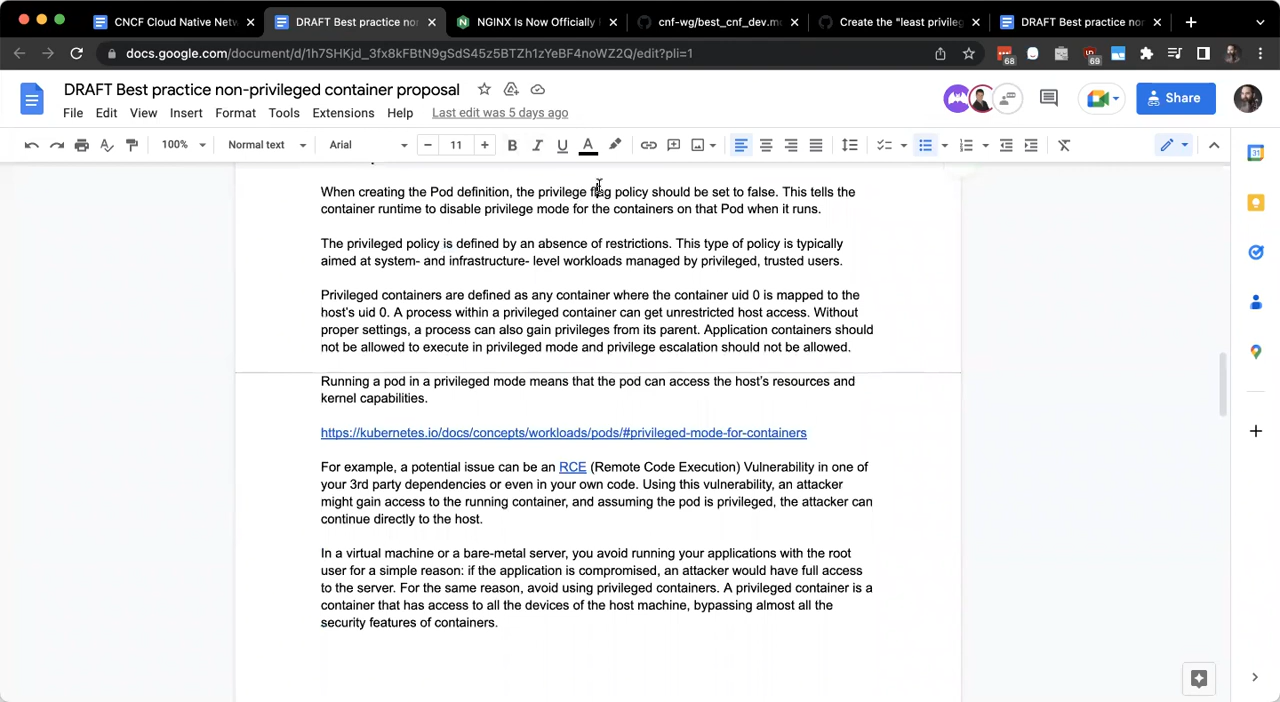 CNCF Cloud Native Netw
DRAFT Best practice no
NGINX Is Now Officially
cnf-wg/best_cnf_dev.m
Create the "least privileg
DRAFT Best practice nor
docs.google.com/document/d/1h7SHKjd_3fx8kFBtN9gSdS45z5BTZh1zYeBF4noWZ2Q/edit?pli=1
68
69
DRAFT Best practice non-privileged container proposal
File Edit View Insert Format Tools Extensions Help Last edit was 5 days ago
Share
100% Normal text Arial 11
When creating the Pod definition, the privilege flag policy should be set to false. This tells the
container runtime to disable privilege mode for the containers on that Pod when it runs.
The privileged policy is defined by an absence of restrictions. This type of policy is typically
aimed at system- and infrastructure- level workloads managed by privileged, trusted users.
Privileged containers are defined as any container where the container uid 0 is mapped to the
host's uid 0. A process within a privileged container can get unrestricted host access. Without
proper settings, a process can also gain privileges from its parent. Application containers should
not be allowed to execute in privileged mode and privilege escalation should not be allowed.
Running a pod in a privileged mode means that the pod can access the host's resources and
kernel capabilities.
https://kubernetes.io/docs/concepts/workloads/pods/#privileged-mode-for-containers
For example, a potential issue can be an RCE (Remote Code Execution) Vulnerability in one of
your 3rd party dependencies or even in your own code. Using this vulnerability, an attacker
might gain access to the running container, and assuming the pod is privileged, the attacker can
continue directly to the host.
In a virtual machine or a bare-metal server, you avoid running your applications with the root
user for a simple reason: if the application is compromised, an attacker would have full access
to the server. For the same reason, avoid using privileged containers. A privileged container is a
container that has access to all the devices of the host machine, bypassing almost all the
security features of containers.